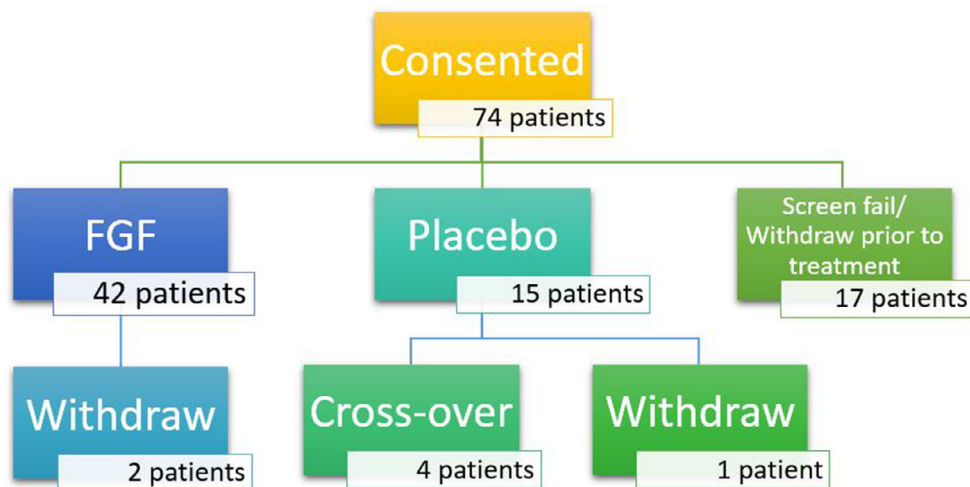 Consented
74 patients
FGF
42 patients
Placebo
15 patients
Screen fail/
Withdraw prior to
treatment
17 patients
Withdraw
2 patients
Cross-over
4 patients
Withdraw
1 patient